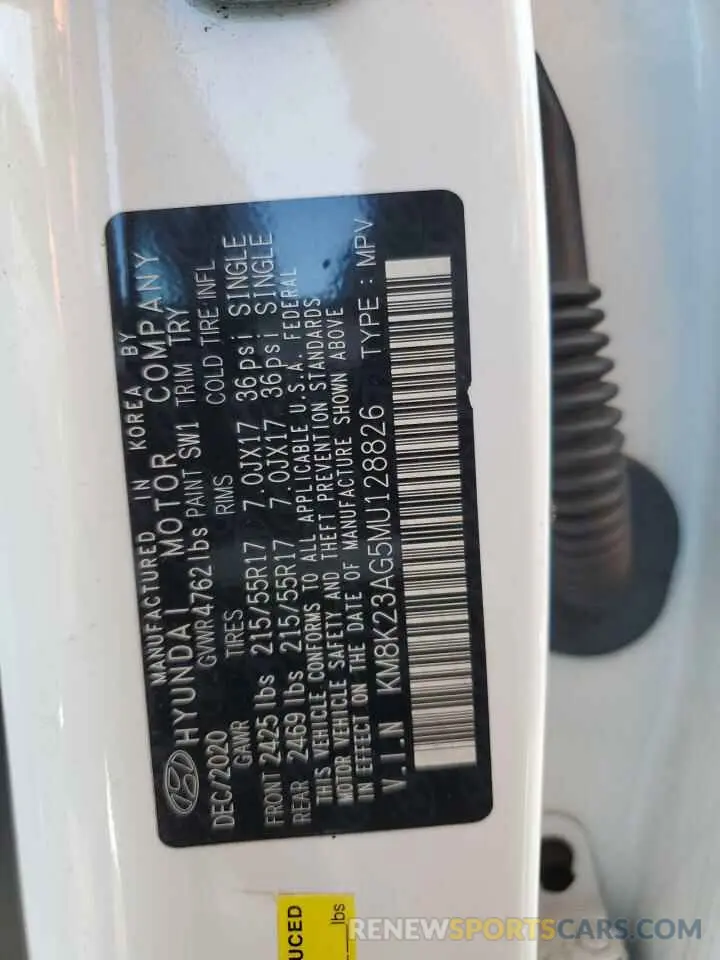 MANUFACTURED IN KOREA BY
HYUNDAI MOTOR COMPANY
DEC/2020 GVWR4762lbs PAINT SW1 TRIM TRY
GAWR TIRES RIMS COLD TIRE INFL
FRONT 2425lbs 215/55R17 7.0JX17 36psi SINGLE
REAR 2469lbs 215/55R17 7.0JX17 36psi SINGLE
THIS VEHICLE CONFORMS TO ALL APPLICABLE U.S.A. FEDERAL
MOTOR VEHICLE SAFETY AND THEFT PREVENTION STANDARDS
IN EFFECT ON THE DATE OF MANUFACTURE SHOWN ABOVE
V.I.N KM8K23AG5MU128826 TYPE : MPV
UCED
lbs
RENEWSPORTSCARS.COM